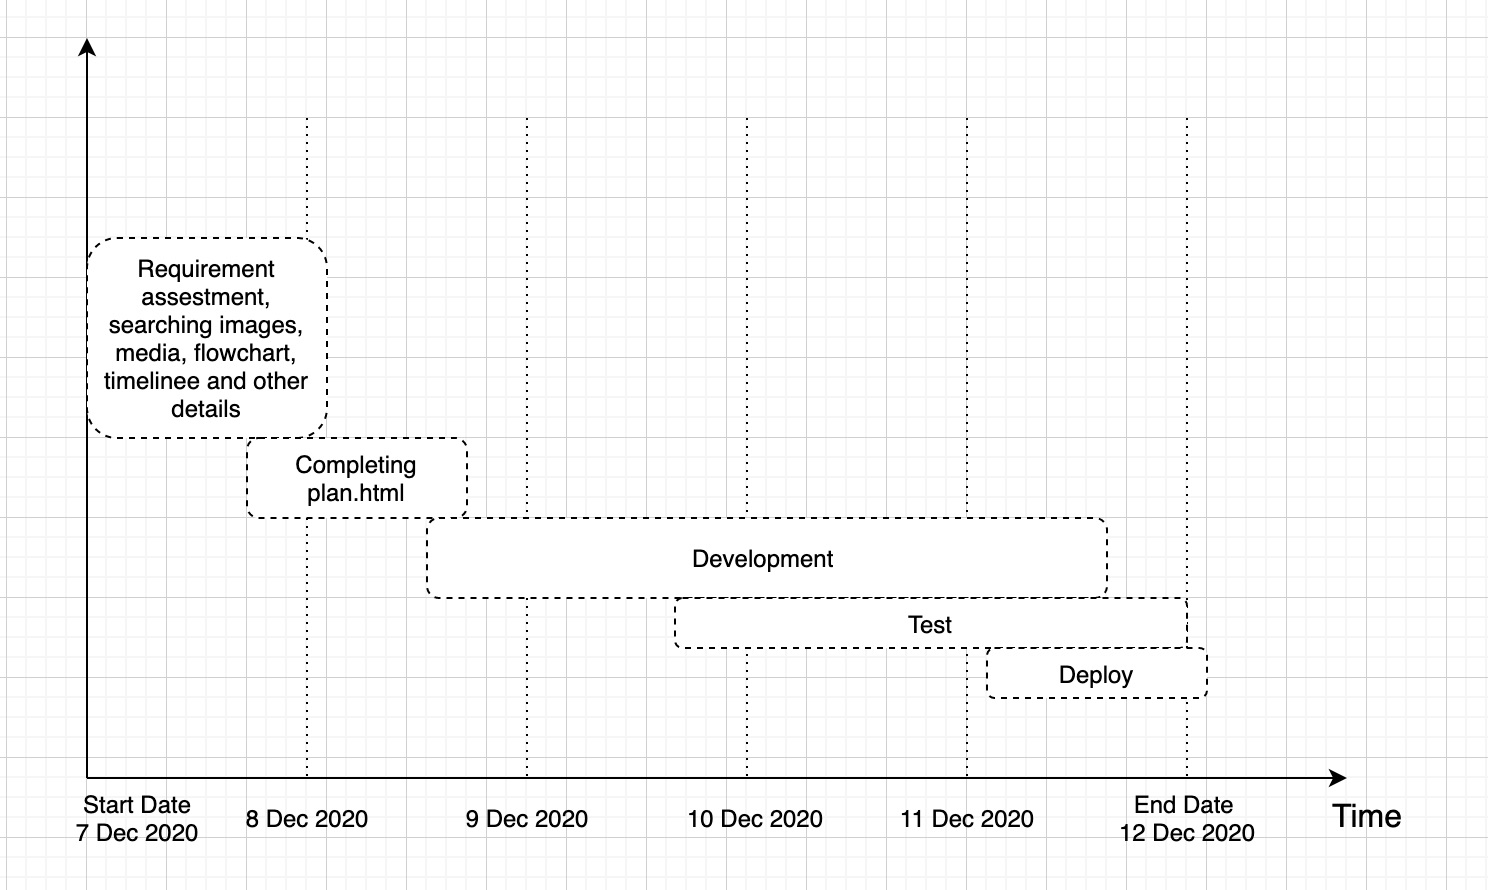 Requirement
assestment,
searching images,
media, flowchart,
timelinee and other
details
Completing
plan.html
Development
Test
Deploy
Start Date
7 Dec 2020
8 Dec 2020
9 Dec 2020
10 Dec 2020
11 Dec 2020
End Date
12 Dec 2020
Time